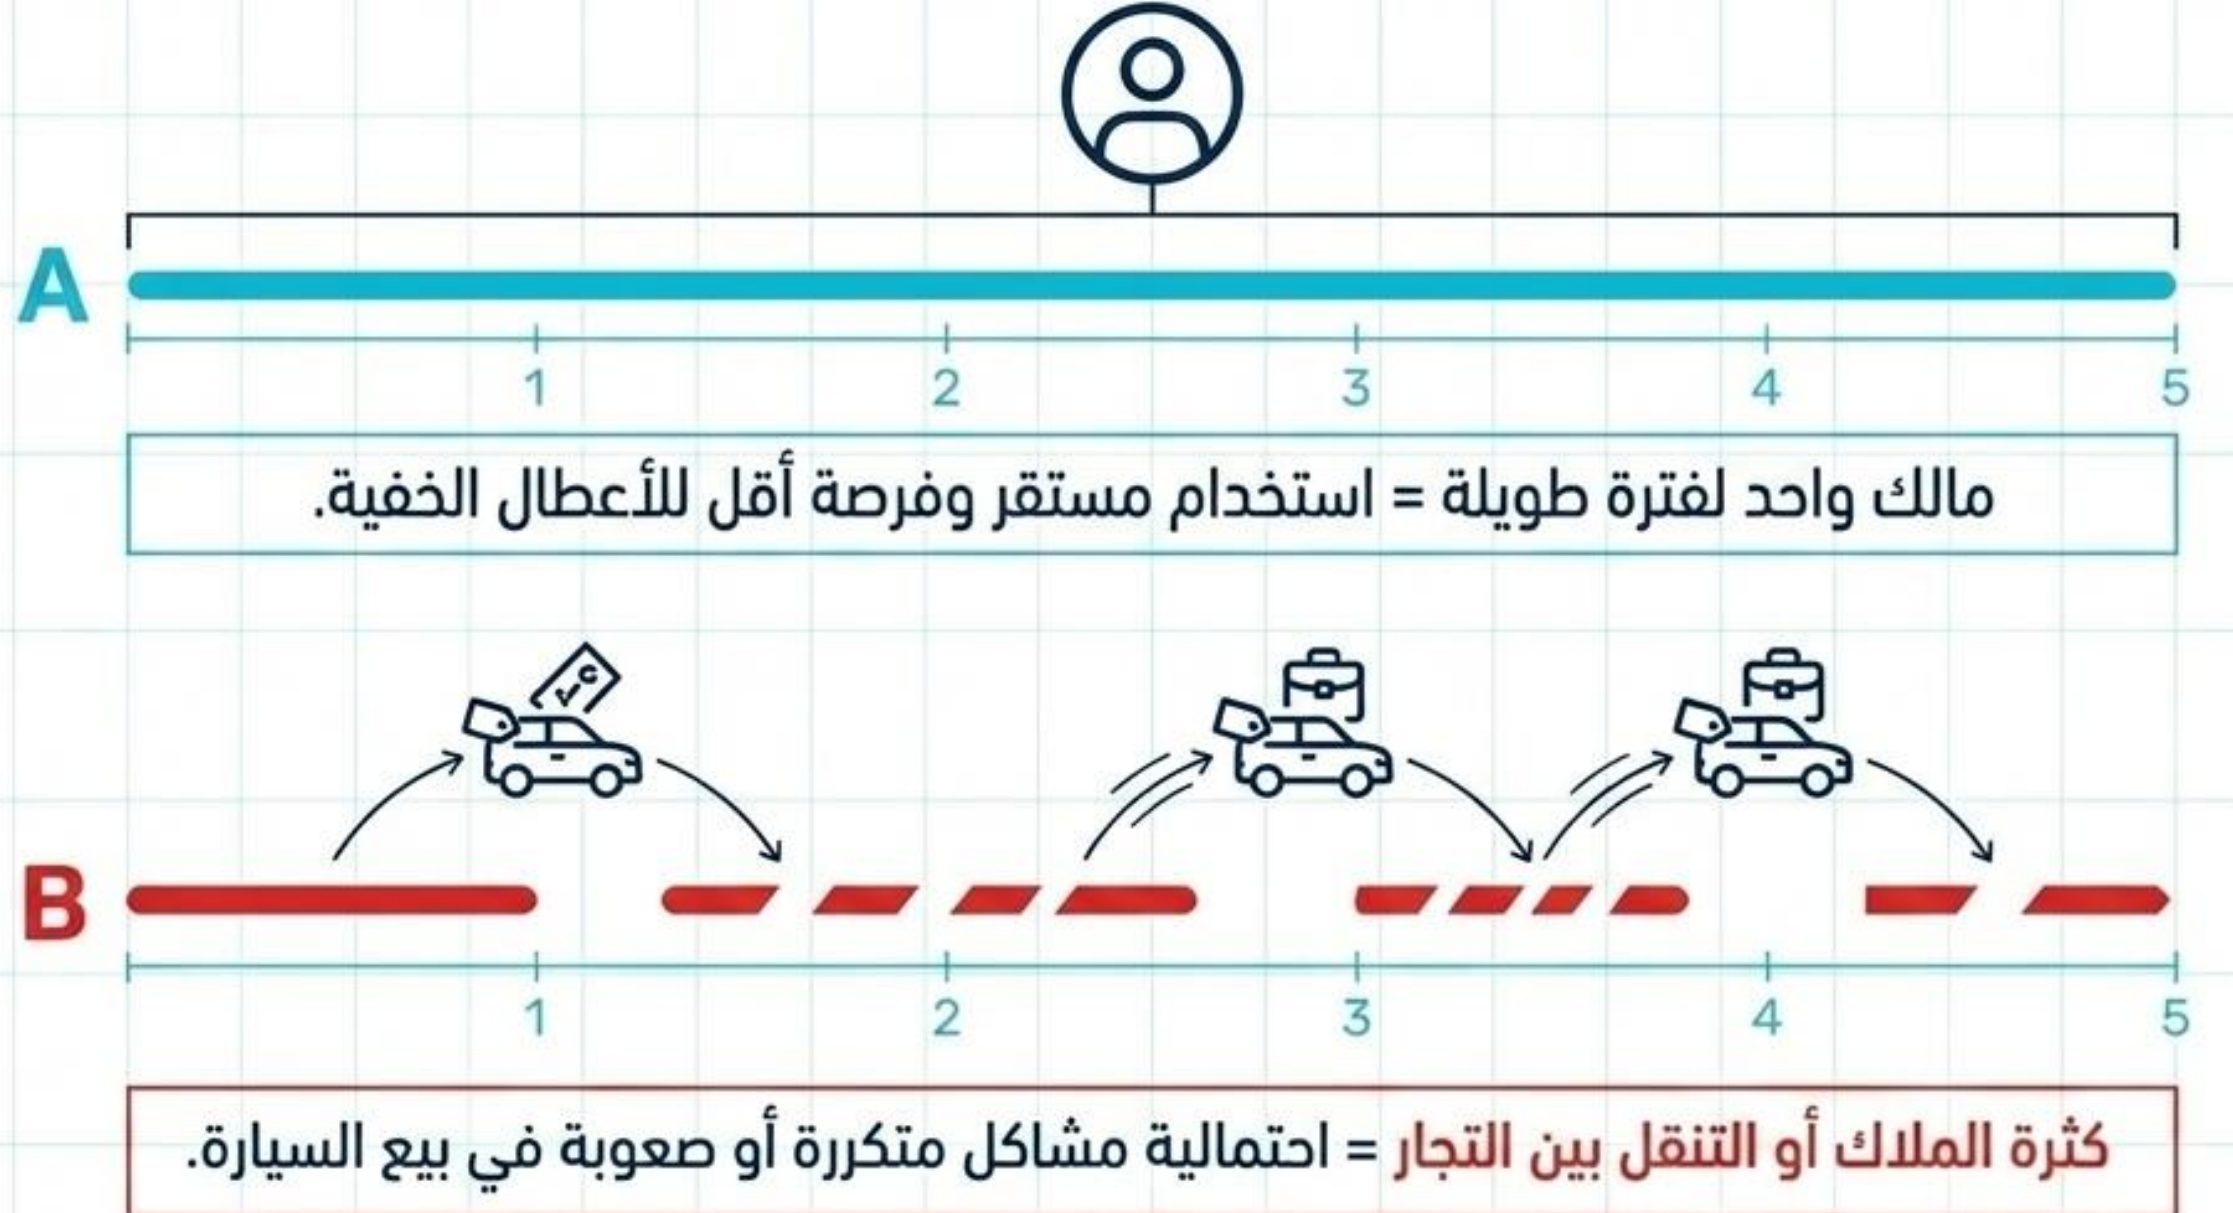 A
1 2 3 4 5
مالك واحد لفترة طويلة = استخدام مستقر وفرصة أقل للأعطال الخفية.
B
1 2 3 4 5
كثرة الملاك أو التنقل بين التجار = احتمالية مشاكل متكررة أو صعوبة في بيع السيارة.